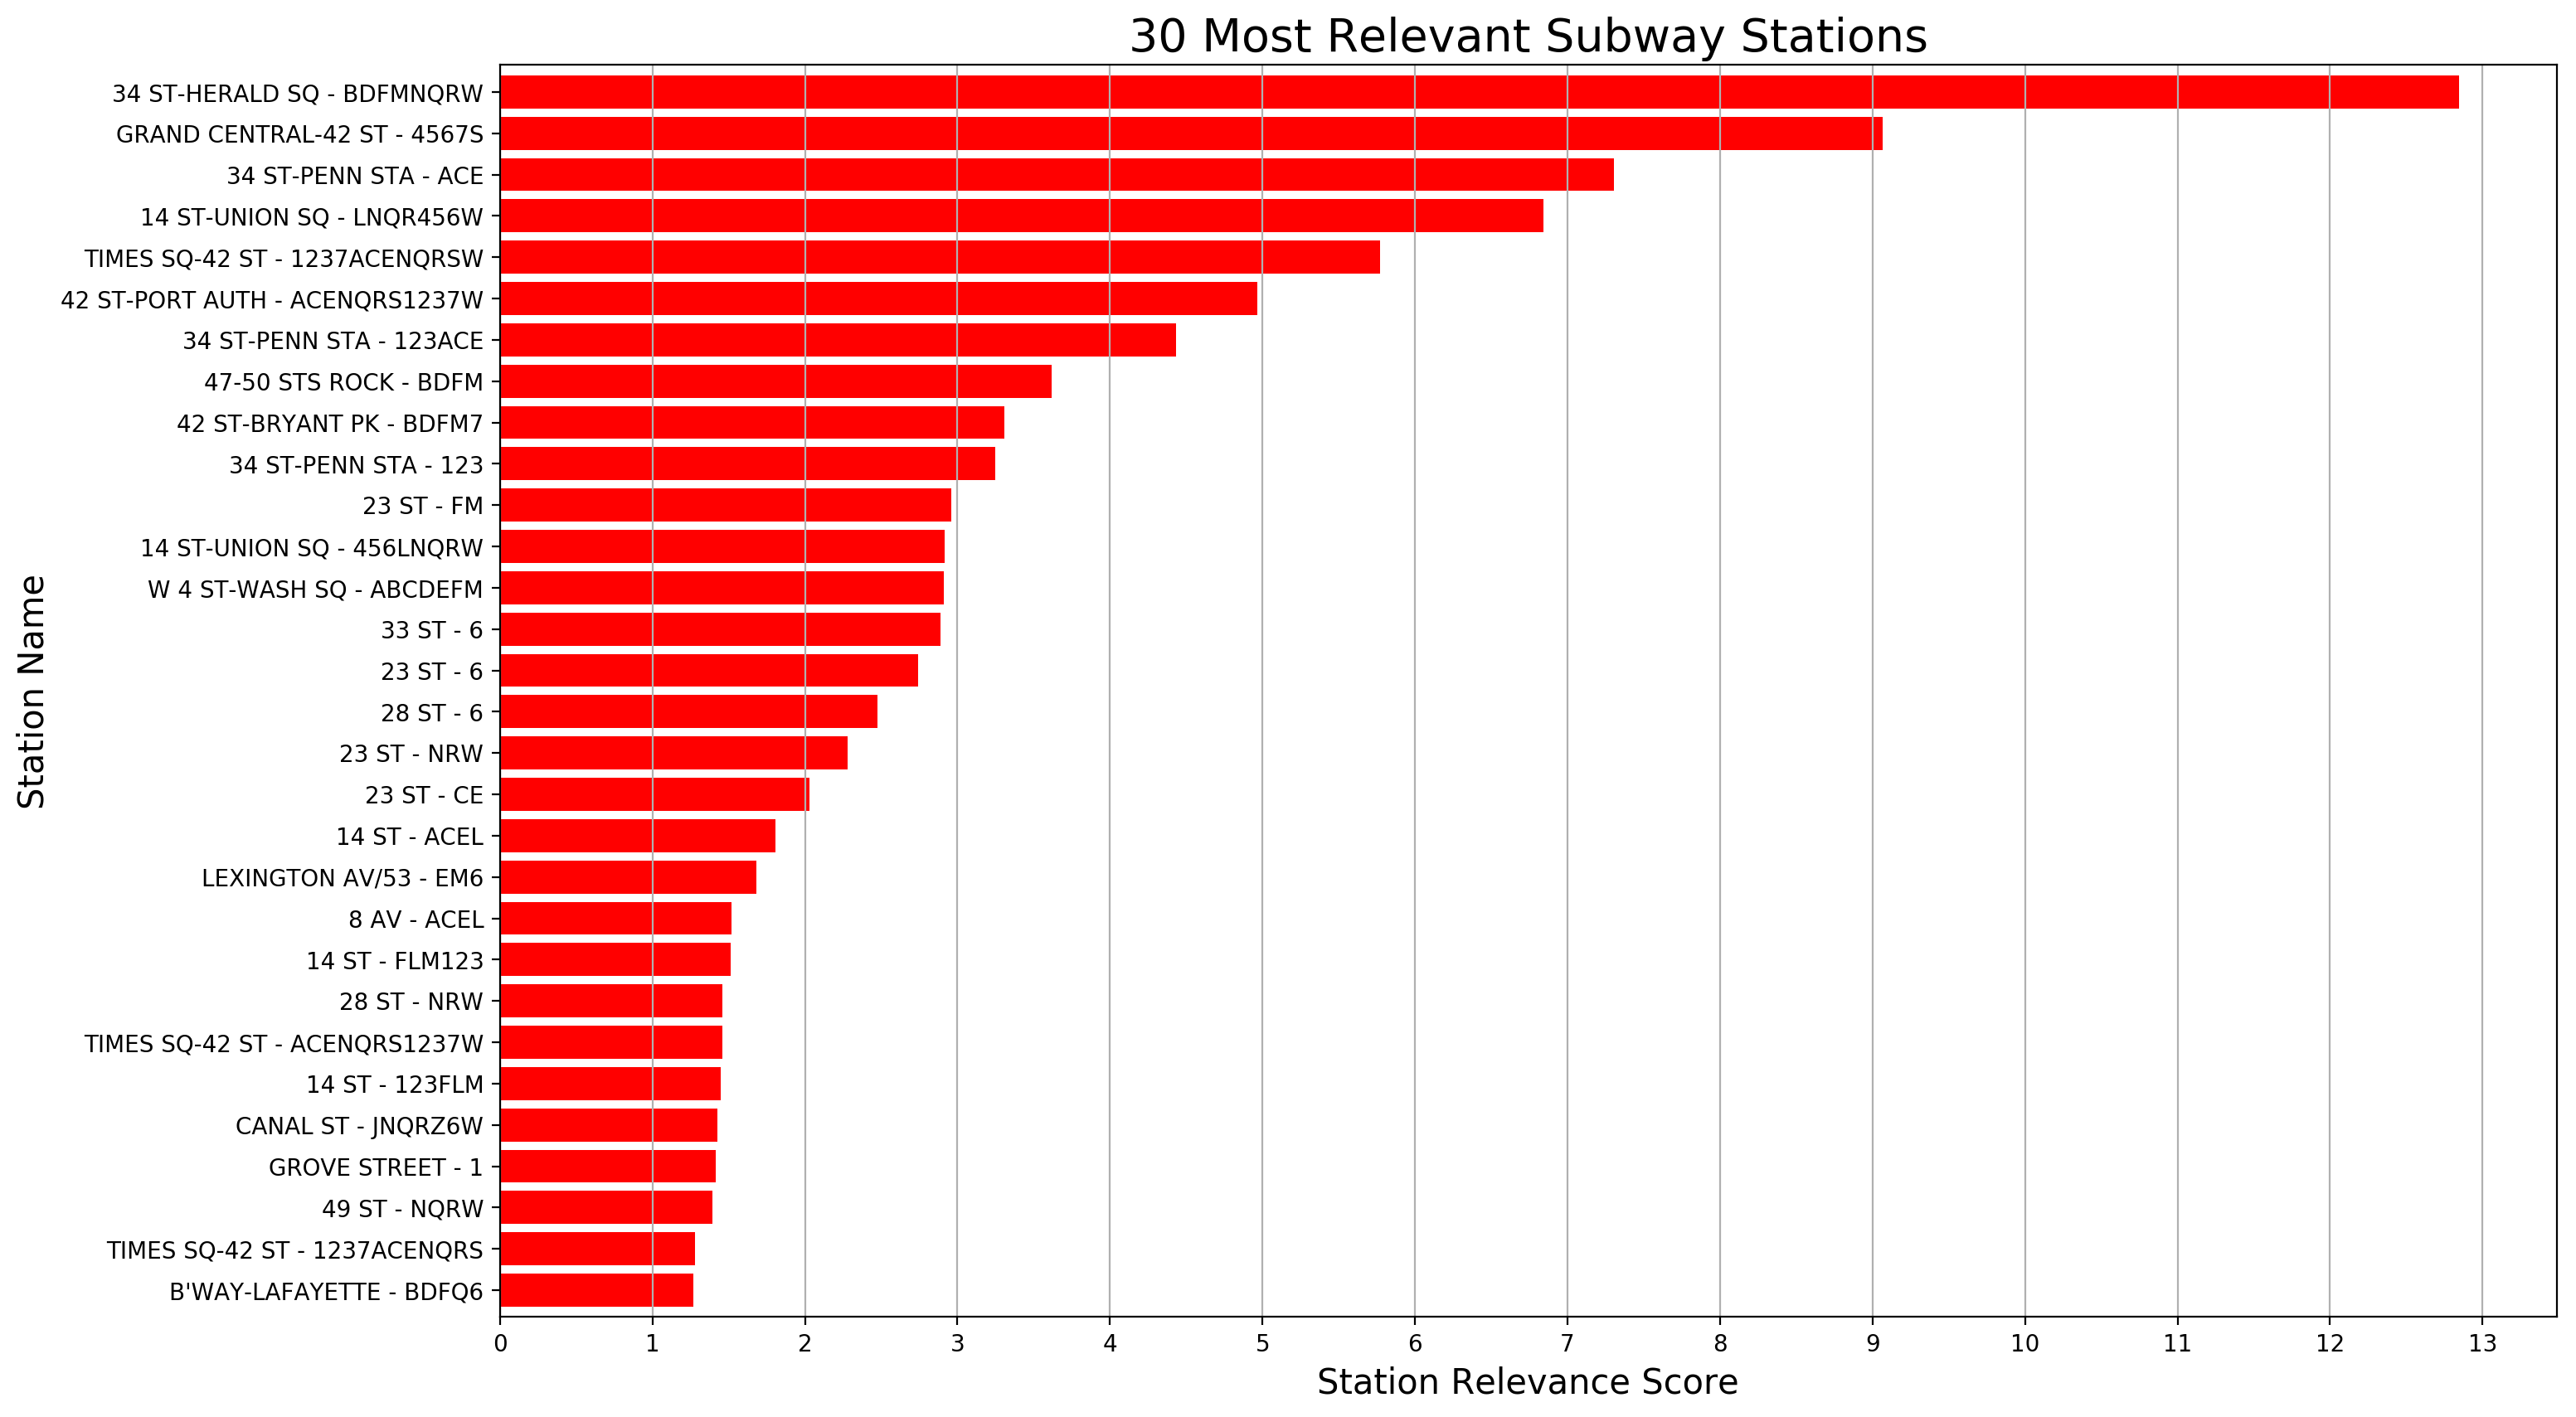 30 Most Relevant Subway Stations
34 ST-HERALD SQ - BDFMNQRW
GRAND CENTRAL-42 ST - 4567S
34 ST-PENN STA - ACE
14 ST-UNION SQ - LNQR456W
TIMES SQ-42 ST - 1237ACENQRSW
42 ST-PORT AUTH - ACENQRS1237W
34 ST-PENN STA - 123ACE
47-50 STS ROCK - BDFM
42 ST-BRYANT PK - BDFM7
34 ST-PENN STA - 123
23 ST - FM
14 ST-UNION SQ - 456LNQRW
W 4 ST-WASH SQ - ABCDEFM
33 ST - 6
23 ST - 6
28 ST - 6
23 ST - NRW
23 ST - CE
14 ST - ACEL
LEXINGTON AV/53 - EM6
8 AV - ACEL
14 ST - FLM123
28 ST - NRW
TIMES SQ-42 ST - ACENQRS1237W
14 ST - 123FLM
CANAL ST - JNQRZ6W
GROVE STREET - 1
49 ST - NQRW
TIMES SQ-42 ST - 1237ACENQRS
B'WAY-LAFAYETTE - BDFQ6
Station Name
0 1 2 3 4 5 6 7 8 9 10 11 12 13
Station Relevance Score